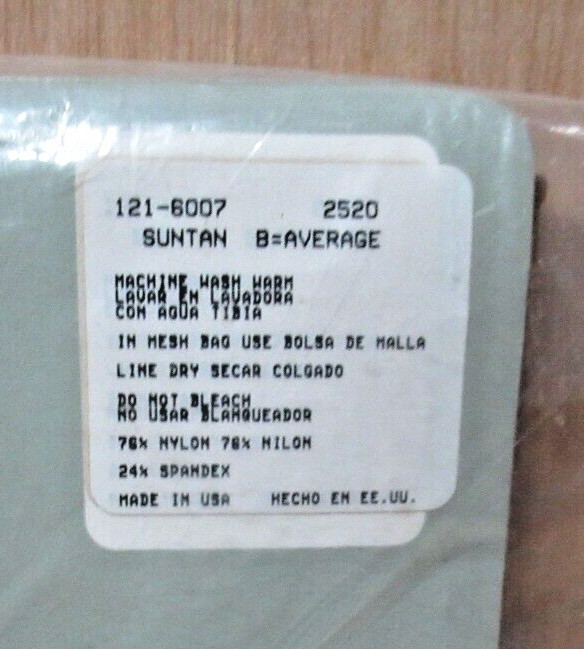 121-6007 2520
SUNTAN B=AVERAGE
MACHINE WASH WARM
LAVAR EN LAVADORA
CON AGUA TIBIA
IN MESH BAG USE BOLSA DE MALLA
LINE DRY SECAR COLGADO
DO NOT BLEACH
NO USAR BLANQUEADOR
76% NYLON 76% NILON
24% SPANDEX
MADE IN USA HECHO EN EE.UU.